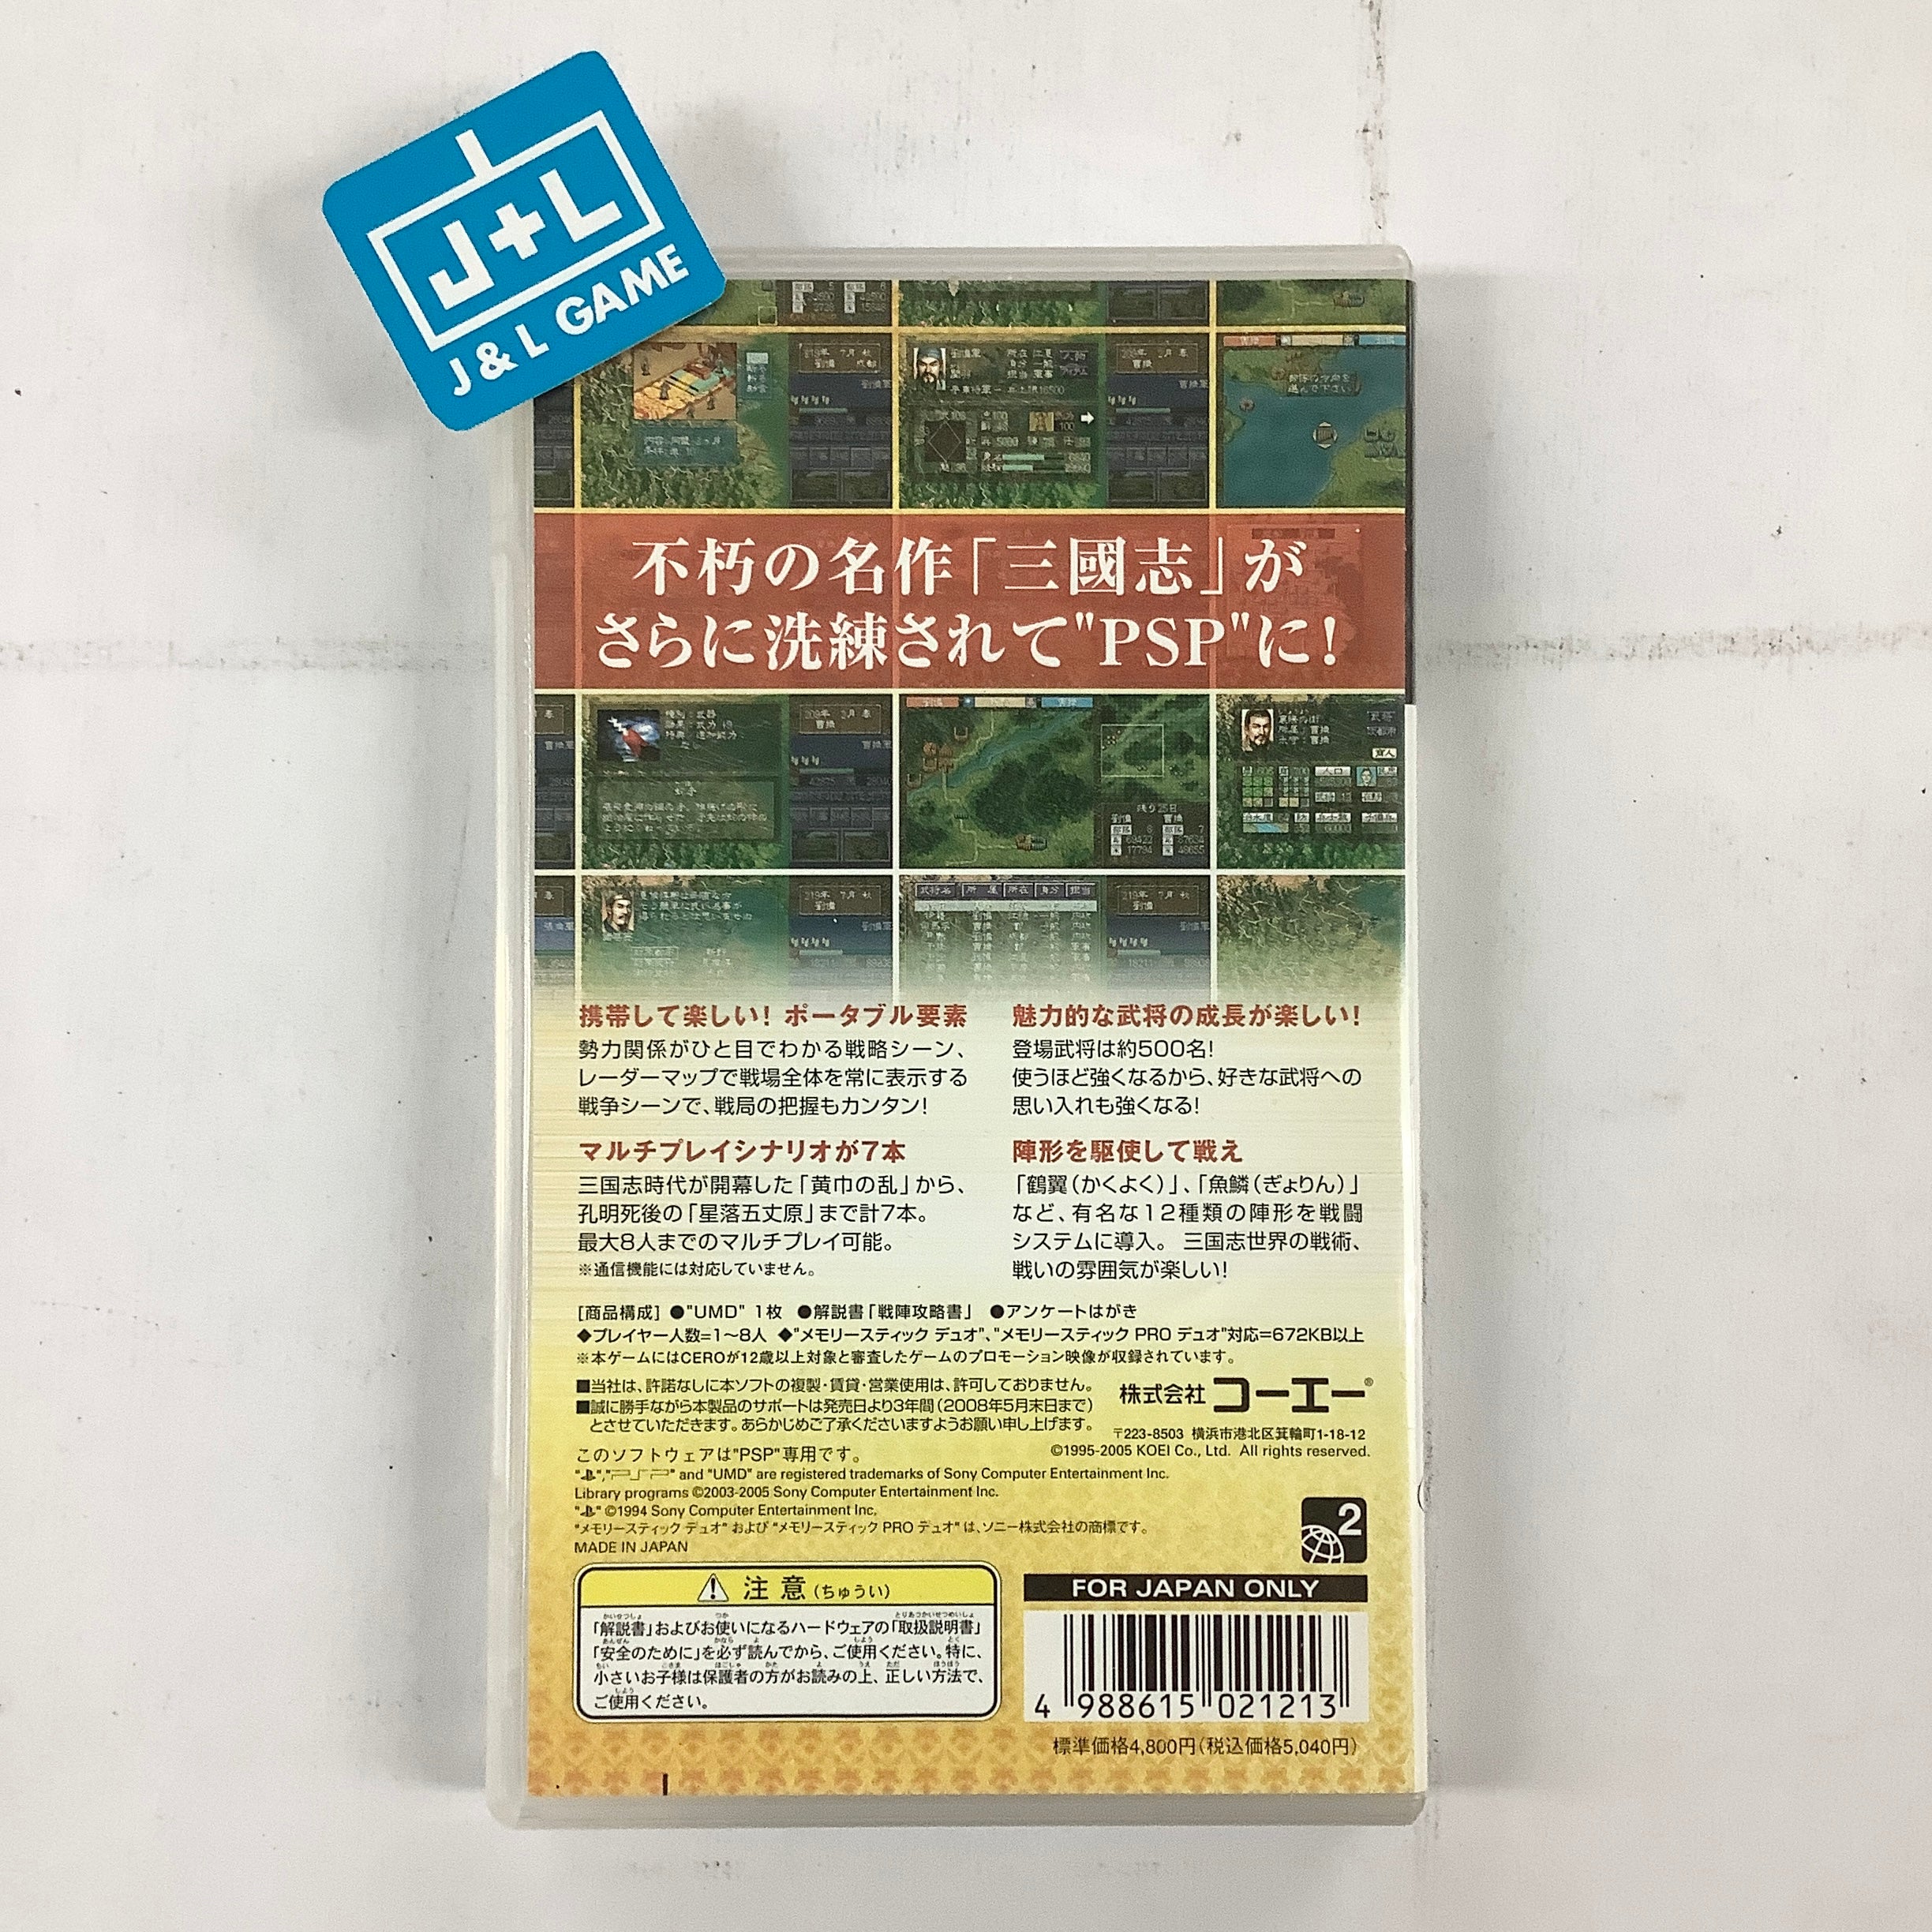 J+L
J & L GAME
不朽の名作「三國志」が
さらに洗練されて"PSP"に!
携帯して楽しい! ポータブル要素
勢力関係がひと目でわかる戦略シーン、
レーダーマップで戦場全体を常に表示する
戦争シーンで、戦局の把握もカンタン!
マルチプレイシナリオが7本
三国志時代が開幕した「黄巾の乱」から、
孔明死後の「星落五丈原」まで計7本。
最大8人までのマルチプレイ可能。
※通信機能には対応していません。
魅力的な武将の成長が楽しい!
登場武将は約500名!
使うほど強くなるから、好きな武将への
思い入れも強くなる!
陣形を駆使して戦え
「鶴翼(かくよく)」、「魚鱗(ぎょりん)」
など、有名な12種類の陣形を戦闘
システムに導入。 三国志世界の戦術、
戦いの雰囲気が楽しい!
[商品構成] ●"UMD" 1枚 ●解説書「戦陣攻略書」 ●アンケートはがき
◆プレイヤー人数=1〜8人 ◆"メモリースティック デュオ"、"メモリースティック PRO デュオ"対応=672KB以上
※本ゲームにはCEROが12歳以上対象と審査したゲームのプロモーション映像が収録されています。
■当社は、許諾なしに本ソフトの複製・賃貸・営業使用は、許可しておりません。
■誠に勝手ながら本製品のサポートは発売日より3年間(2008年5月末日まで)
とさせていただきます。あらかじめご了承くださいますようお願い申し上げます。
株式会社 コーエー®
〒223-8503 横浜市港北区箕輪町1-18-12
©1995-2005 KOEI Co., Ltd. All rights reserved.
このソフトウェアは"PSP"専用です。
" ", "PSP" and "UMD" are registered trademarks of Sony Computer Entertainment Inc.
Library programs ©2003-2005 Sony Computer Entertainment Inc.
" " ©1994 Sony Computer Entertainment Inc.
"メモリースティック デュオ" および "メモリースティック PRO デュオ" は、ソニー株式会社の商標です。
MADE IN JAPAN
2
注意(ちゅうい)
「解説書」およびお使いになるハードウェアの「取扱説明書」
「安全のために」を必ず読んでから、ご使用ください。特に、
小さいお子様は保護者の方がお読みの上、正しい方法で、
ご使用ください。
FOR JAPAN ONLY
4 988615 021213
標準価格4,800円(税込価格5,040円)